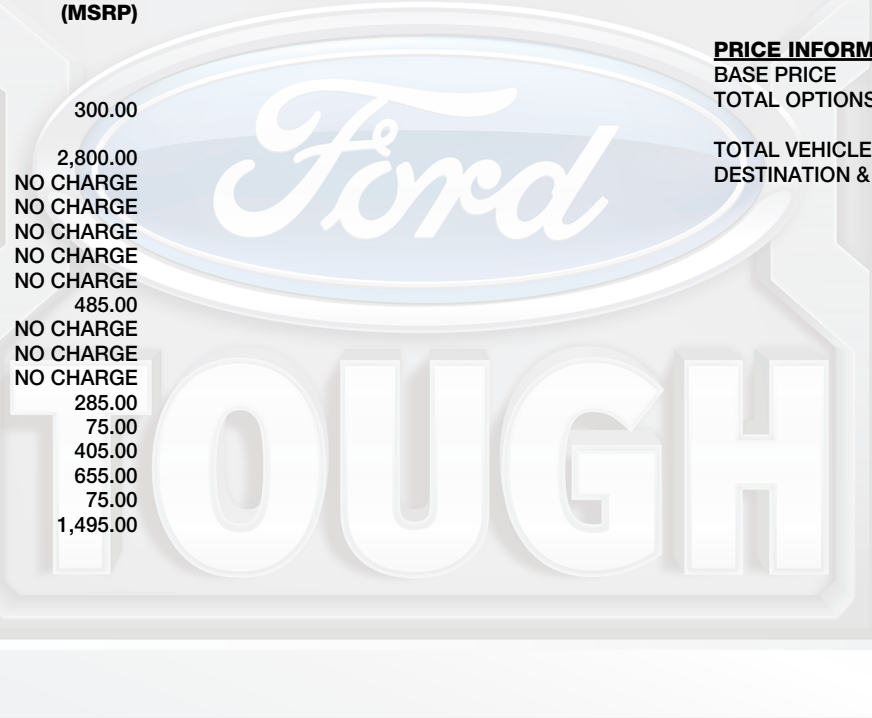 (MSRP)
300.00
2,800.00
NO CHARGE
NO CHARGE
NO CHARGE
NO CHARGE
NO CHARGE
485.00
NO CHARGE
NO CHARGE
NO CHARGE
285.00
75.00
405.00
655.00
75.00
1,495.00
PRICE INFORM
BASE PRICE
TOTAL OPTIONS
TOTAL VEHICLE
DESTINATION &
Ford
TOUGH